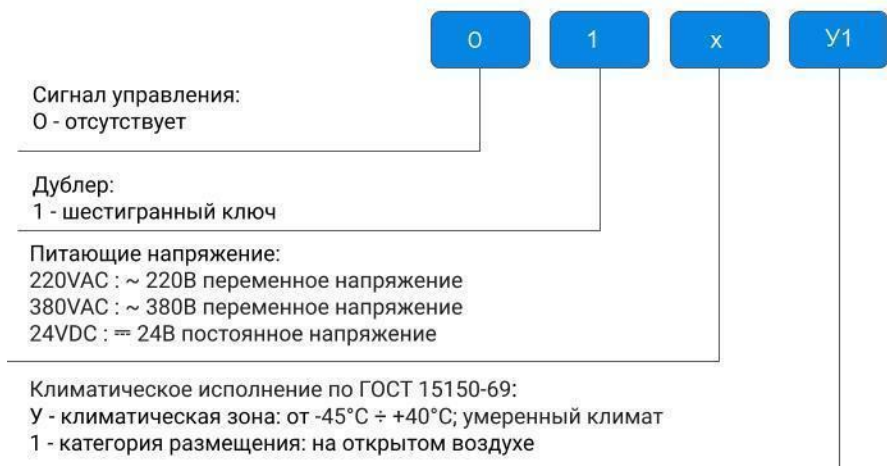 0 1 x У1
Сигнал управления:
О - отсутствует
Дублер:
1 - шестигранный ключ
Питающие напряжение:
220VAC : ~ 220В переменное напряжение
380VAC : ~ 380В переменное напряжение
24VDC : ⎓ 24В постоянное напряжение
Климатическое исполнение по ГОСТ 15150-69:
У - климатическая зона: от -45°С ÷ +40°С; умеренный климат
1 - категория размещения: на открытом воздухе